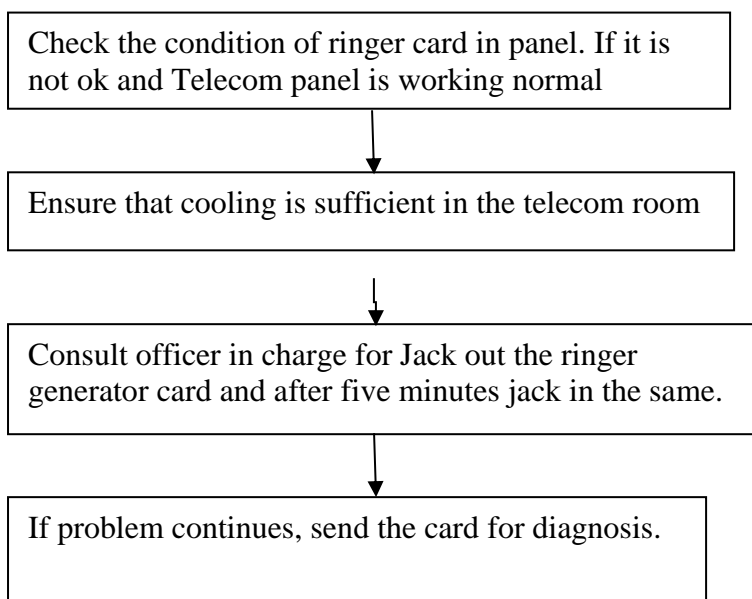 Check the condition of ringer card in panel. If it is
not ok and Telecom panel is working normal
Ensure that cooling is sufficient in the telecom room
Consult officer in charge for Jack out the ringer
generator card and after five minutes jack in the same.
If problem continues, send the card for diagnosis.